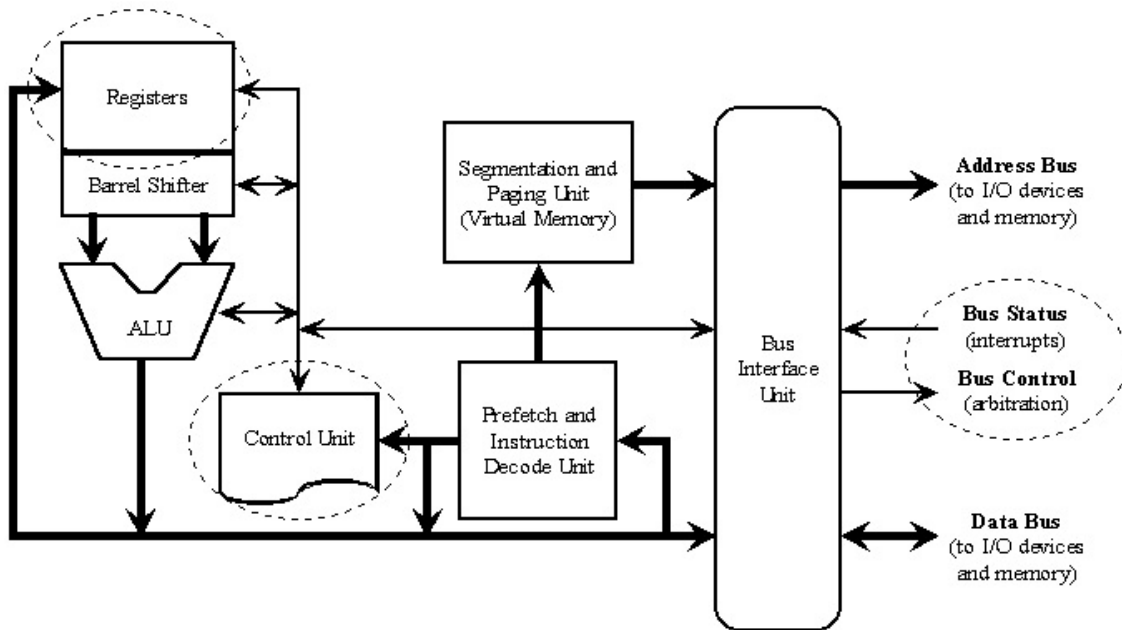 Registers
Barrel Shifter
ALU
Control Unit
Segmentation and
Paging Unit
(Virtual Memory)
Prefetch and
Instruction
Decode Unit
Bus
Interface
Unit
Address Bus
(to I/O devices
and memory)
Bus Status
(interrupts)
Bus Control
(arbitration)
Data Bus
(to I/O devices
and memory)